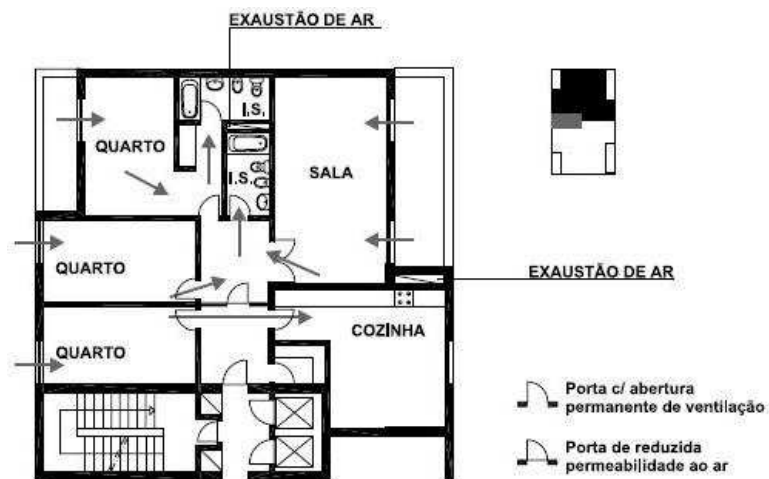 EXAUSTÃO DE AR
I.S.
QUARTO
I.S.
SALA
QUARTO
EXAUSTÃO DE AR
COZINHA
QUARTO
Porta c/ abertura
permanente de ventilação
Porta de reduzida
permeabilidade ao ar